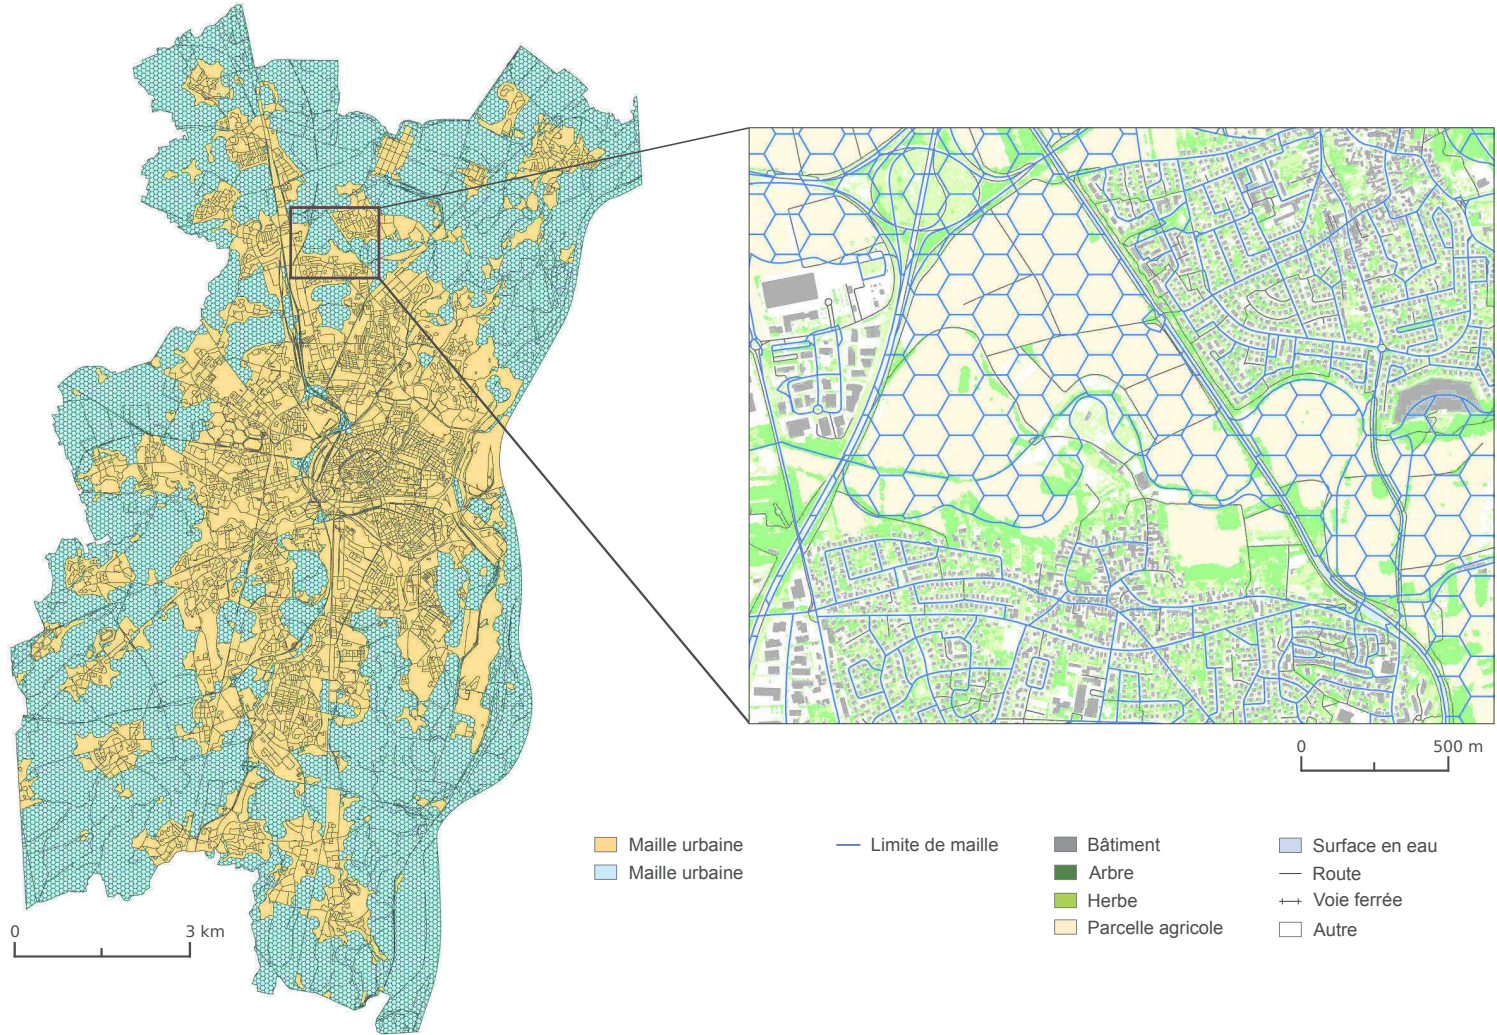 0 500 m
Maille urbaine
Maille urbaine
Limite de maille
Bâtiment
Arbre
Herbe
Parcelle agricole
Surface en eau
Route
Voie ferrée
Autre
0 3 km